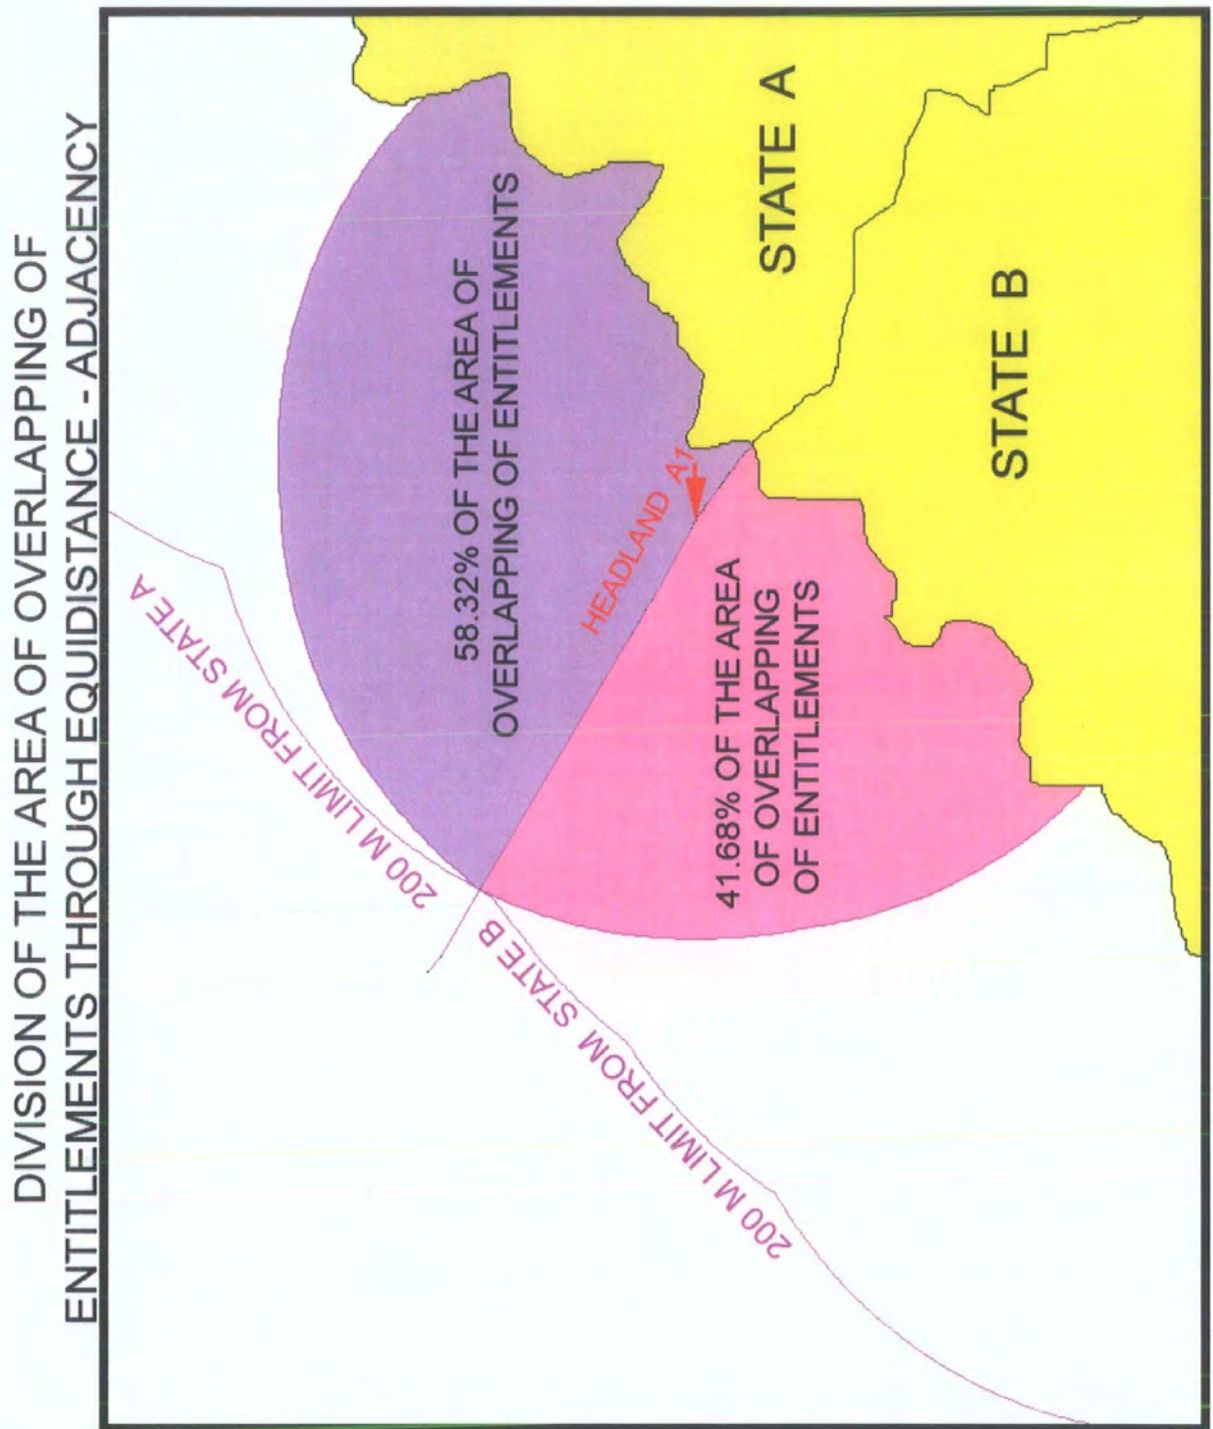 DIVISION OF THE AREA OF OVERLAPPING OF
ENTITLEMENTS THROUGH EQUIDISTANCE - ADJACENCY
200 M LIMIT FROM STATE A
58.32% OF THE AREA OF
OVERLAPPING OF ENTITLEMENTS
STATE A
HEADLAND A1
200 M LIMIT FROM STATE B
41.68% OF THE AREA
OF OVERLAPPING
OF ENTITLEMENTS
STATE B